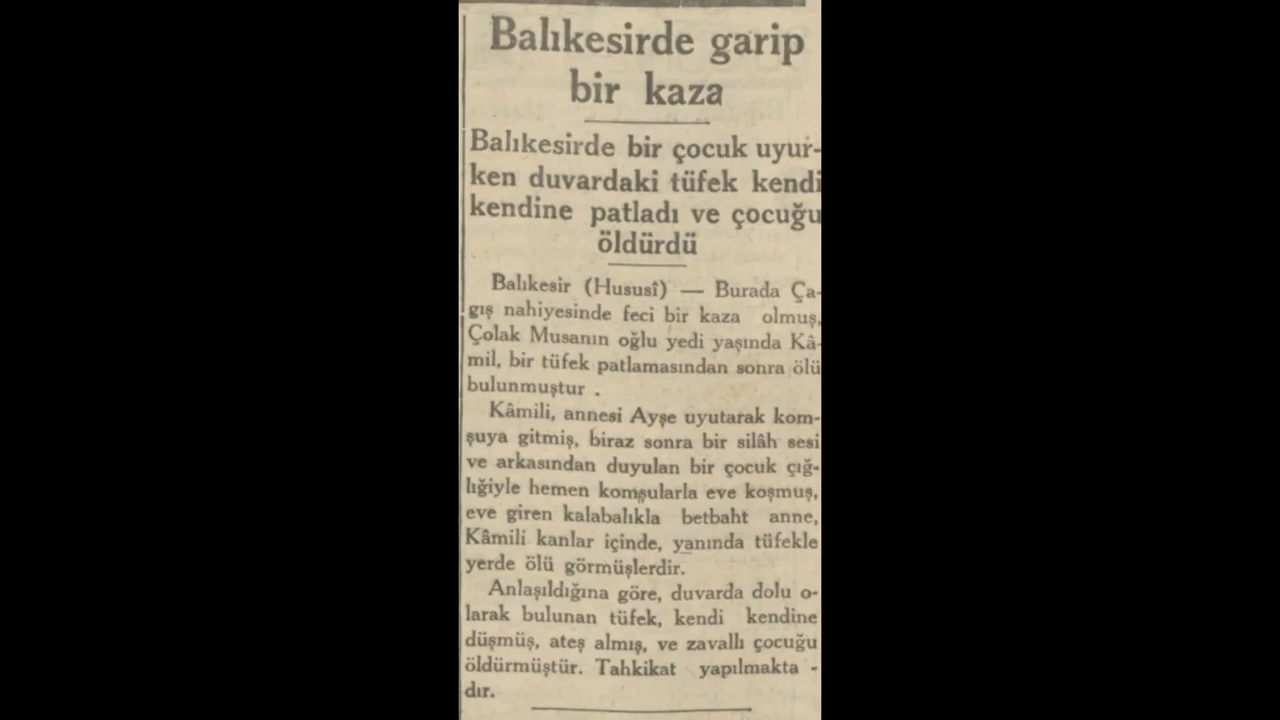 Balıkesirde garip
bir kaza
Balıkesirde bir çocuk uyur-
ken duvardaki tüfek kendi
kendine patladı ve çocuğu
öldürdü
Balıkesir (Hususî) — Burada Ça-
gış nahiyesinde feci bir kaza olmuş,
Çolak Musanın oğlu yedi yaşında Kâ-
mil, bir tüfek patlamasından sonra ölü
bulunmuştur .
Kâmili, annesi Ayşe uyutarak kom-
şuya gitmiş, biraz sonra bir silâh sesi
ve arkasından duyulan bir çocuk çığ-
lığiyle hemen komşularla eve koşmuş,
eve giren kalabalıkla betbaht anne,
Kâmili kanlar içinde, yanında tüfekle
yerde ölü görmüşlerdir.
Anlaşıldığına göre, duvarda dolu o-
larak bulunan tüfek, kendi kendine
düşmüş, ateş almış, ve zavallı çocuğu
öldürmüştür. Tahkikat yapılmakta -
dır.